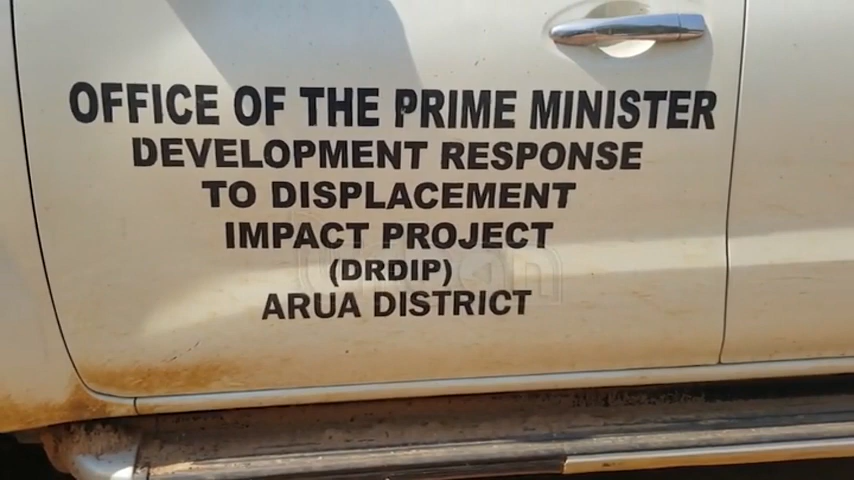 OFFICE OF THE PRIME MINISTER
DEVELOPMENT RESPONSE
TO DISPLACEMENT
IMPACT PROJECT
(DRDIP)
ARUA DISTRICT